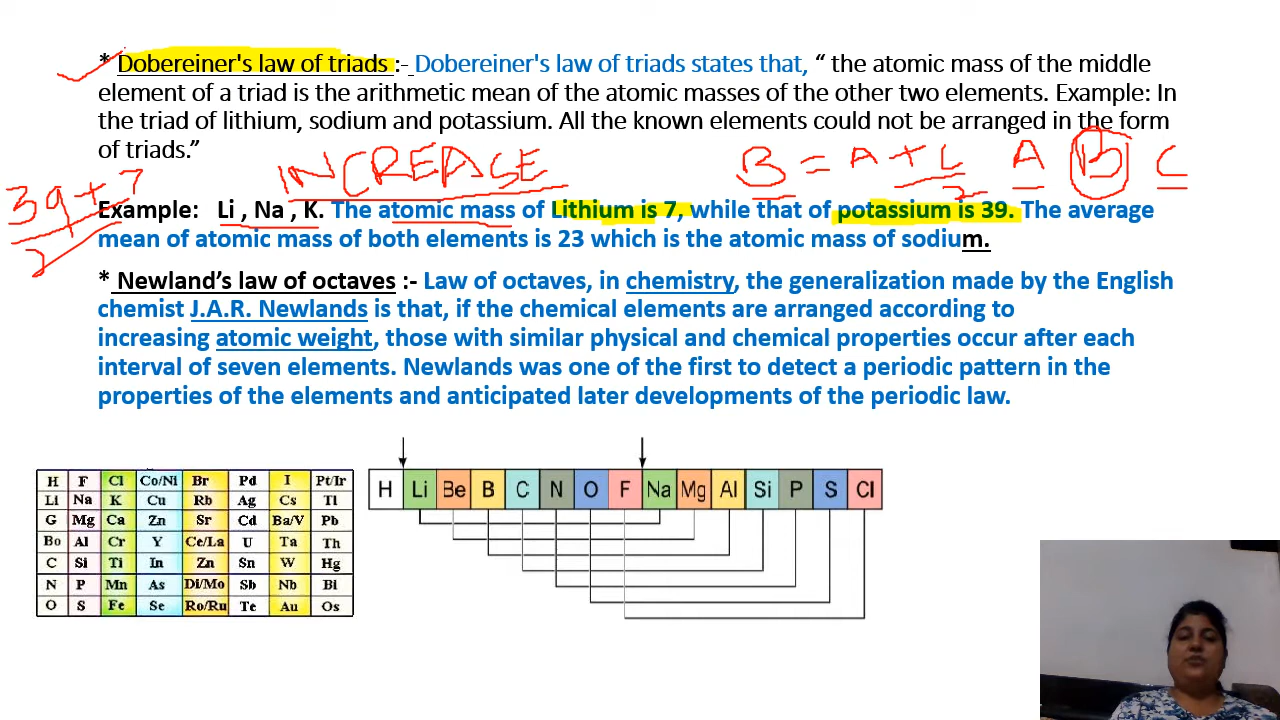 * Dobereiner's law of triads :- Dobereiner's law of triads states that, “ the atomic mass of the middle
element of a triad is the arithmetic mean of the atomic masses of the other two elements. Example: In
the triad of lithium, sodium and potassium. All the known elements could not be arranged in the form
of triads.”
INCREASE
B = A + C A B C
2
39 + 7
2
Example: Li , Na , K. The atomic mass of Lithium is 7, while that of potassium is 39. The average
mean of atomic mass of both elements is 23 which is the atomic mass of sodium.
* Newland’s law of octaves :- Law of octaves, in chemistry, the generalization made by the English
chemist J.A.R. Newlands is that, if the chemical elements are arranged according to
increasing atomic weight, those with similar physical and chemical properties occur after each
interval of seven elements. Newlands was one of the first to detect a periodic pattern in the
properties of the elements and anticipated later developments of the periodic law.
H F Cl Co/Ni Br Pd I Pt/Ir
Li Na K Cu Rb Ag Cs Tl
G Mg Ca Zn Sr Cd Ba/V Pb
Bo Al Cr Y Ce/La U Ta Th
C Si Ti In Zn Sn W Hg
N P Mn As Di/Mo Sb Nb Bi
O S Fe Se Ro/Ru Te Au Os
H Li Be B C N O F Na Mg Al Si P S Cl